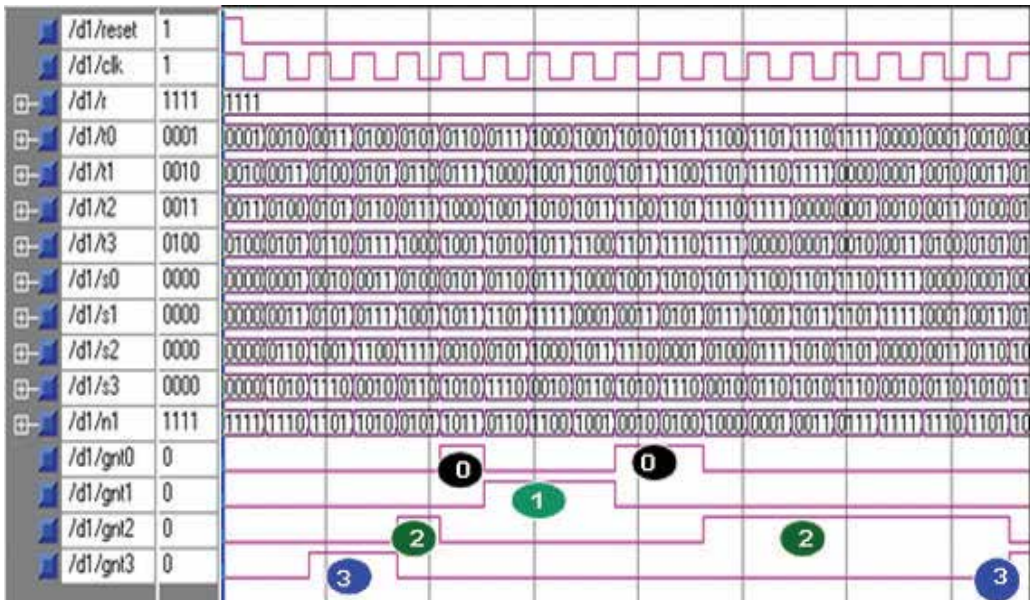 /d1/reset 1
/d1/clk 1
/d1/r 1111 1111
/d1/t0 0001 0001 0010 0011 0100 0101 0110 0111 1000 1001 1010 1011 1100 1101 1110 1111 0000 0001 0010 00
/d1/t1 0010 0010 0011 0100 0101 0110 0111 1000 1001 1010 1011 1100 1101 1110 1111 0000 0001 0010 0011 01
/d1/t2 0011 0011 0100 0101 0110 0111 1000 1001 1010 1011 1100 1101 1110 1111 0000 0001 0010 0011 0100 01
/d1/t3 0100 0100 0101 0110 0111 1000 1001 1010 1011 1100 1101 1110 1111 0000 0001 0010 0011 0100 0101 01
/d1/s0 0000 0000 0001 0010 0011 0100 0101 0110 0111 1000 1001 1010 1011 1100 1101 1110 1111 0000 0001 00
/d1/s1 0000 0000 0011 0101 0111 1001 1011 1101 1111 0001 0011 0101 0111 1001 1011 1101 1111 0001 0011 01
/d1/s2 0000 0000 0110 1001 1100 1111 0010 0101 1000 1011 1110 0001 0100 0111 1010 1101 0000 0011 0110 10
/d1/s3 0000 0000 1010 1110 0010 0110 1010 1110 0010 0110 1010 1110 0010 0110 1010 1110 0010 0110 1010 11
/d1/n1 1111 1111 1110 1101 1010 0101 1011 0110 1100 1001 0010 0100 1000 0001 0011 0111 1111 1110 1101 10
/d1/gnt0 0 0 0
/d1/gnt1 0 1
/d1/gnt2 0 2 2
/d1/gnt3 0 3 3